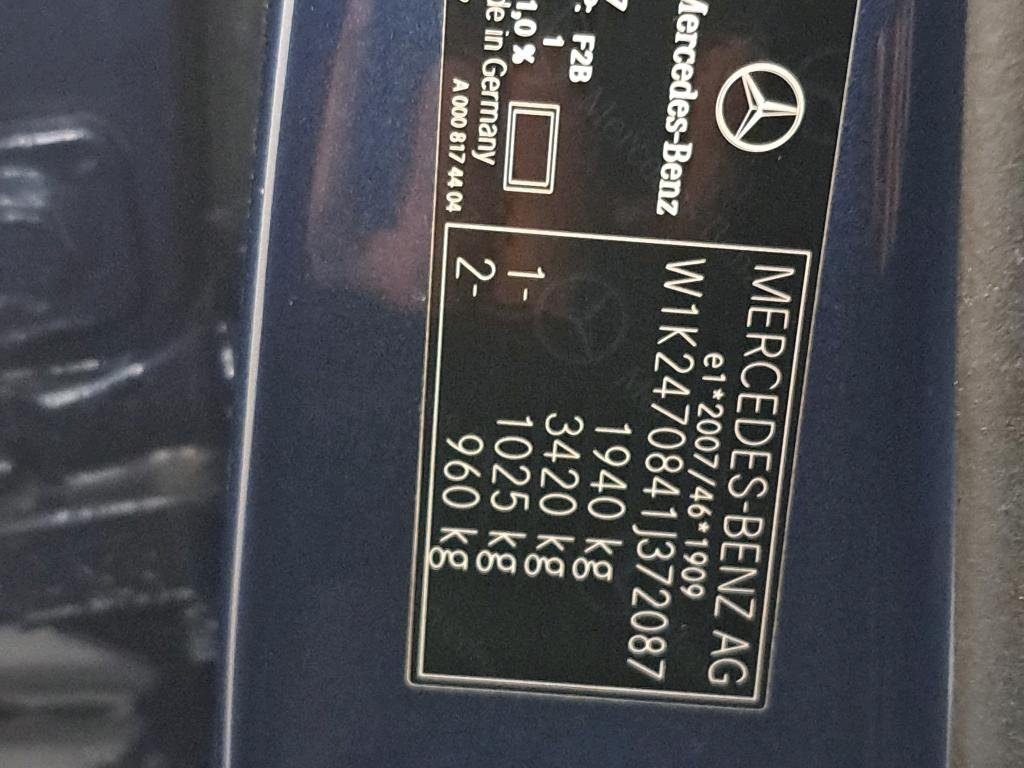 Mercedes-Benz
7
F2B
1
1,0
de in Germany
A 000 817 44 04
MERCEDES-BENZ AG
e1*2007/46*1909
W1K2470841J372087
1940 kg
3420 kg
1- 1025 kg
2- 960 kg